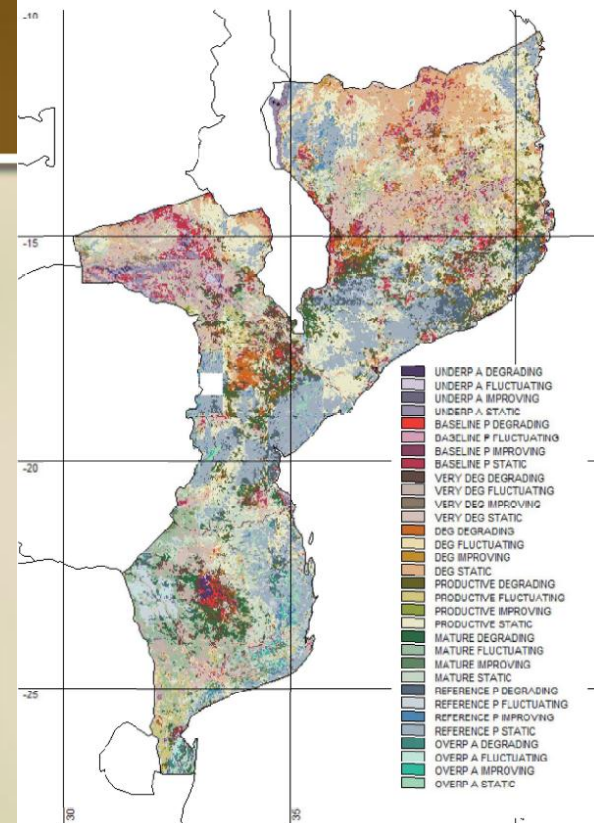 -10
-15
-20
-25
30
35
UNDERP A DEGRADING
UNDERP A FLUCTUATING
UNDERP A IMPROVING
UNDERP A STATIC
BASELINE P DEGRADING
BASELINE P FLUCTUATING
BASELINE P IMPROVING
BASELINE P STATIC
VERY DEG DEGRADING
VERY DEG FLUCTUATING
VERY DEG IMPROVING
VERY DEG STATIC
DEG DEGRADING
DEG FLUCTUATING
DEG IMPROVING
DEG STATIC
PRODUCTIVE DEGRADING
PRODUCTIVE FLUCTUATING
PRODUCTIVE IMPROVING
PRODUCTIVE STATIC
MATURE DEGRADING
MATURE FLUCTUATING
MATURE IMPROVING
MATURE STATIC
REFERENCE P DEGRADING
REFERENCE P FLUCTUATING
REFERENCE P IMPROVING
REFERENCE P STATIC
OVERP A DEGRADING
OVERP A FLUCTUATING
OVERP A IMPROVING
OVERP A STATIC